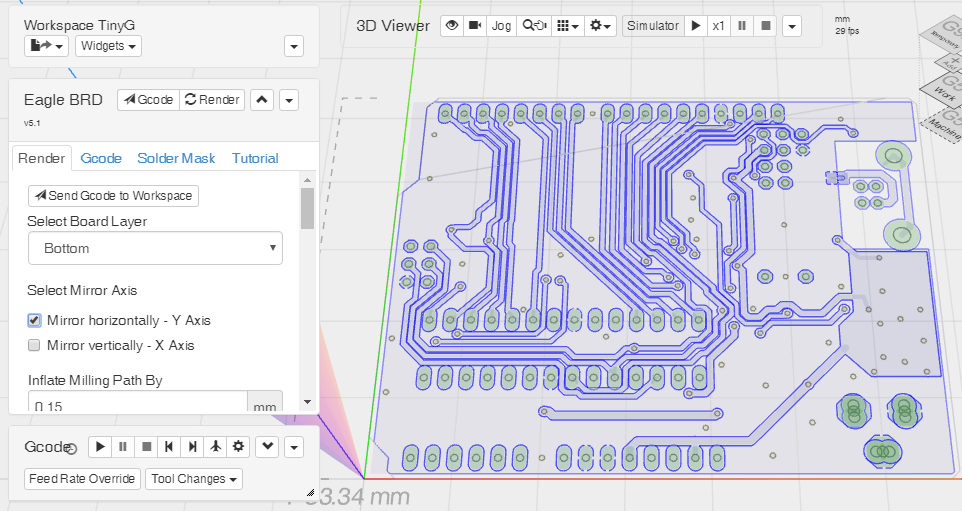 Workspace TinyG
Widgets
Eagle BRD
Gcode
Render
v5.1
Render
Gcode
Solder Mask
Tutorial
Send Gcode to Workspace
Select Board Layer
Bottom
Select Mirror Axis
Mirror horizontally - Y Axis
Mirror vertically - X Axis
Inflate Milling Path By
0.15
mm
Gcode
Feed Rate Override
Tool Changes
3D Viewer
Jog
Simulator
x1
mm
29 fps
Temporary
Work
Machine
3.34 mm